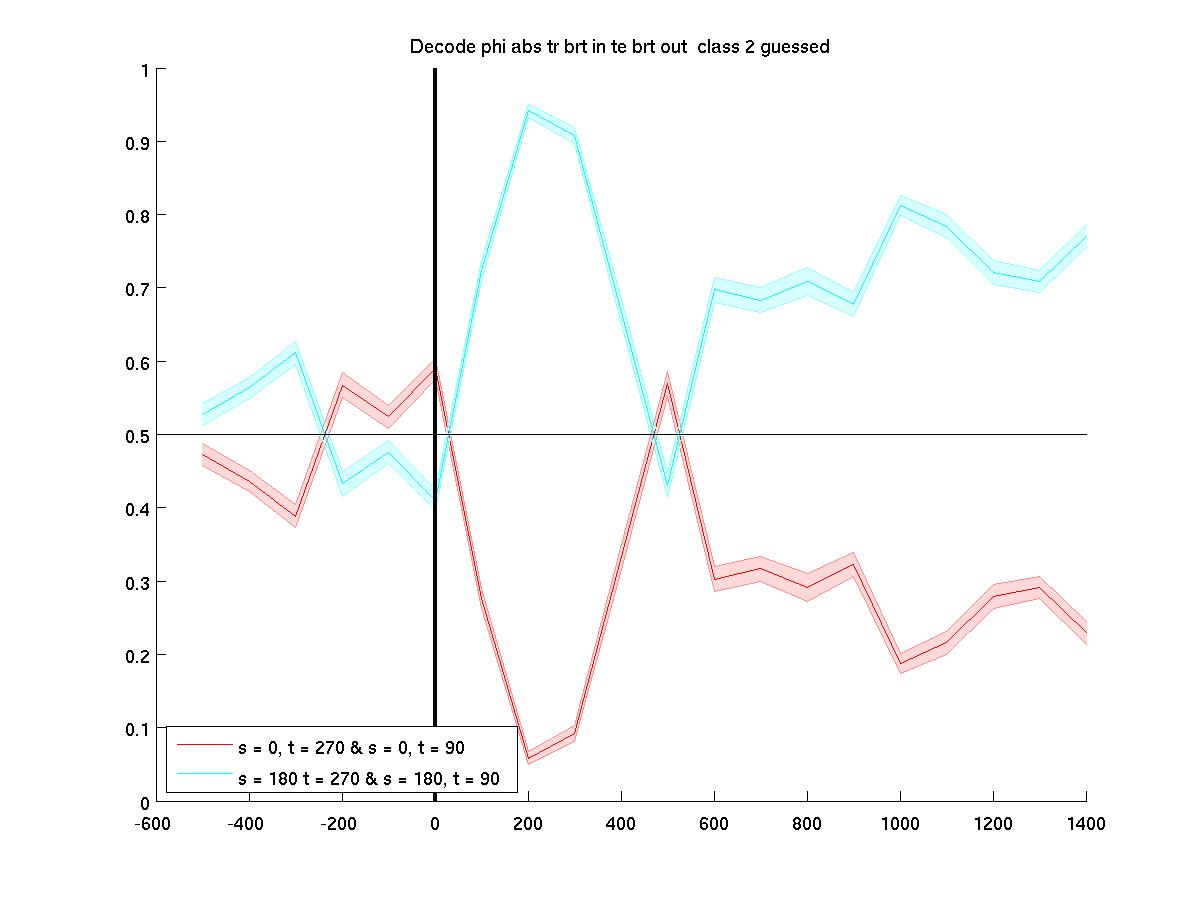 Decode phi abs tr brt in te brt out  class 2 guessed
1
0.9
0.8
0.7
0.6
0.5
0.4
0.3
0.2
0.1
0
s = 0, t = 270 & s = 0, t = 90
s = 180 t = 270 & s = 180, t = 90
-600 -400 -200 0 200 400 600 800 1000 1200 1400